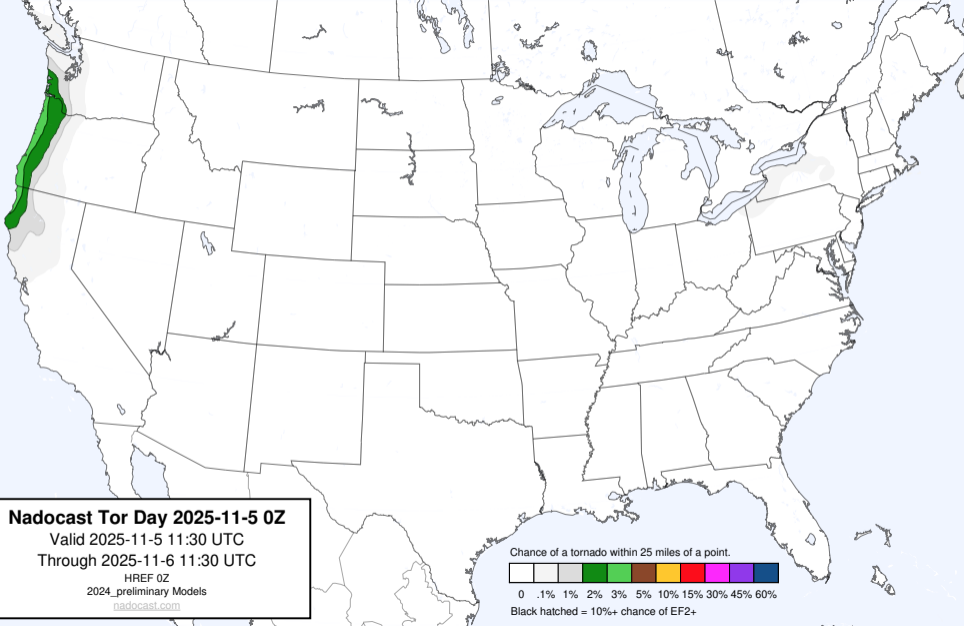 Nadocast Tor Day 2025-11-5 0Z
Valid 2025-11-5 11:30 UTC
Through 2025-11-6 11:30 UTC
HREF 0Z
2024_preliminary Models
nadocast.com
Chance of a tornado within 25 miles of a point.
0 .1% 1% 2% 3% 5% 10% 15% 30% 45% 60%
Black hatched = 10%+ chance of EF2+